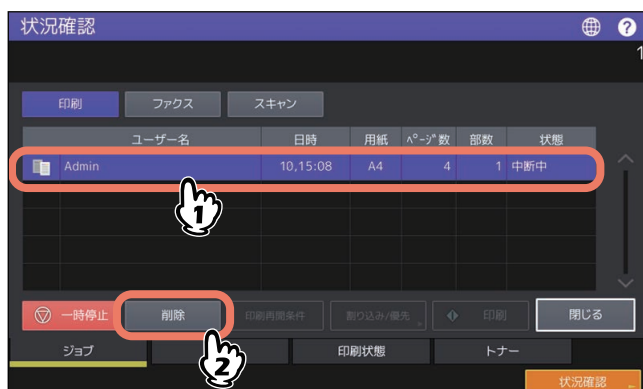 状況確認
?
1
印刷 ファクス スキャン
ユーザー名 日時 用紙 ページ数 部数 状態
Admin 10,15:08 A4 4 1 中断中
1
一時停止 削除 印刷再開条件 割り込み/優先 印刷 閉じる
2
ジョブ 印刷状態 トナー
状況確認